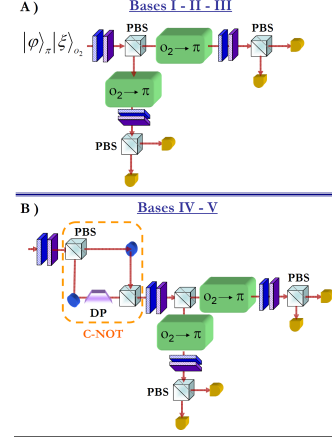 A )
Bases I - II - III
PBS
PBS
|φ⟩π|ξ⟩o₂
o₂ → π
o₂ → π
PBS
B )
Bases IV - V
PBS
DP
C-NOT
PBS
o₂ → π
o₂ → π
PBS